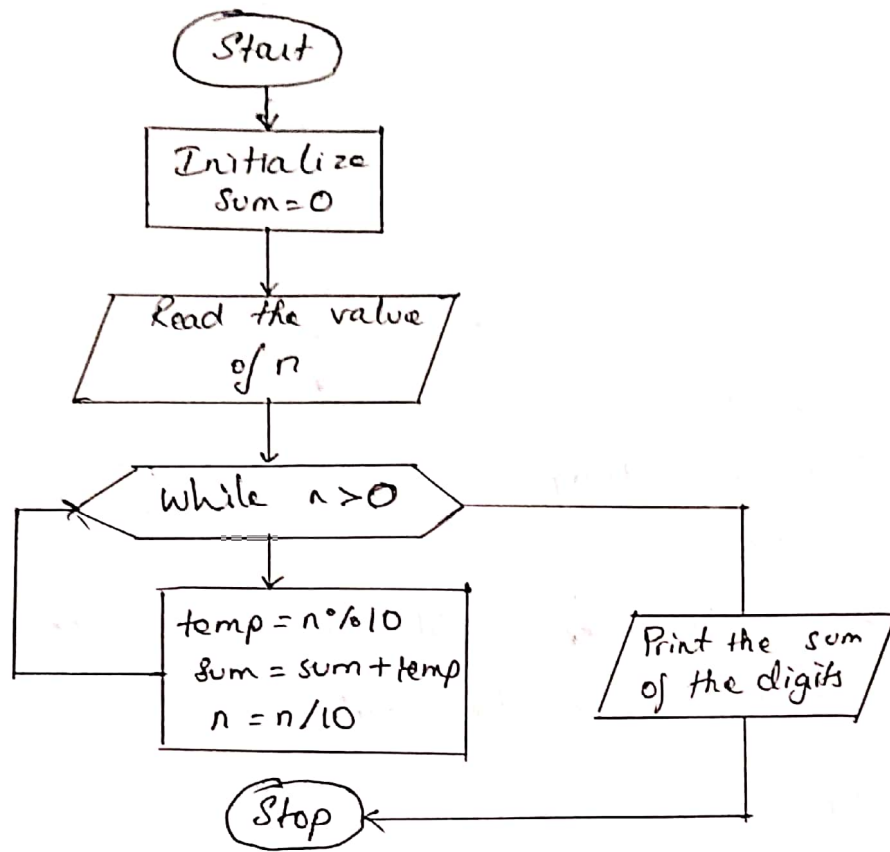 Start
Initialize
sum=0
Read the value
of n
while n>0
temp = n%10
sum = sum+temp
n = n/10
Print the sum
of the digits
Stop